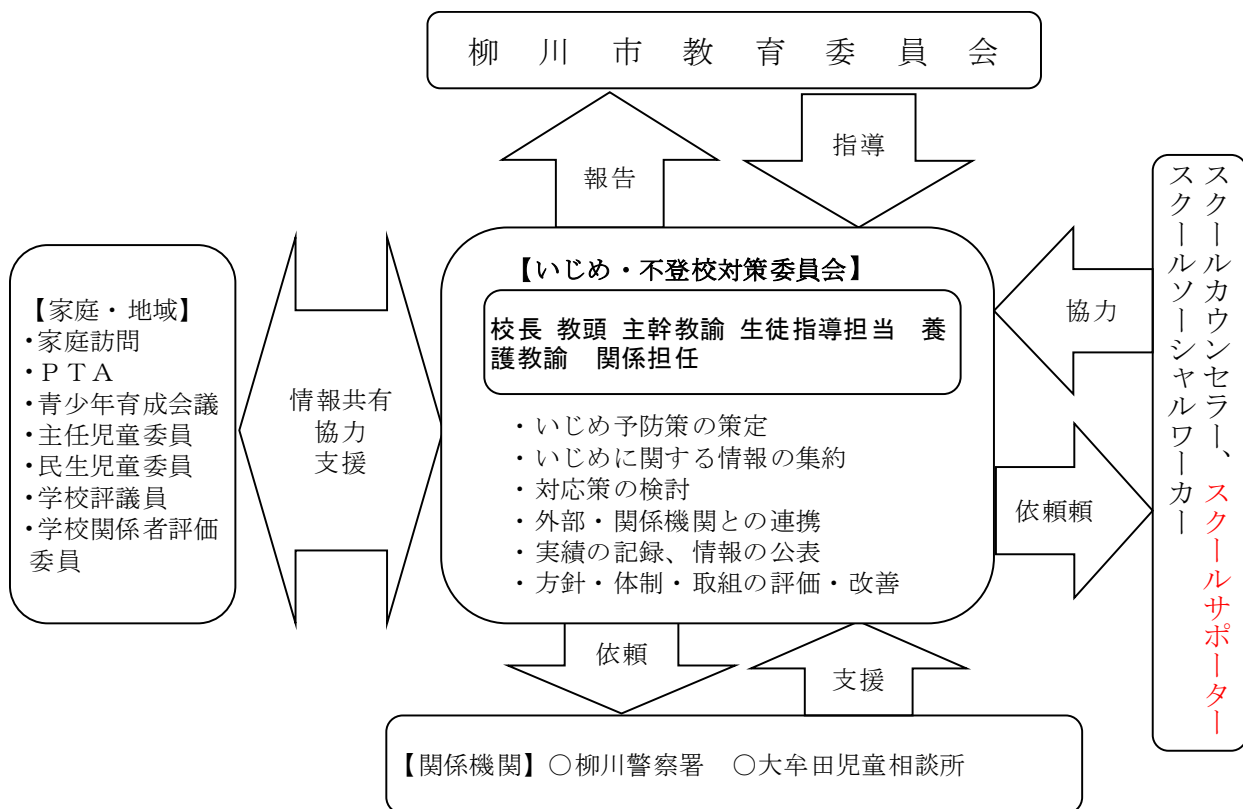 柳川市教育委員会
報告
指導
【家庭・地域】
・家庭訪問
・ＰＴＡ
・青少年育成会議
・主任児童委員
・民生児童委員
・学校評議員
・学校関係者評価
委員
情報共有
協力
支援
【いじめ・不登校対策委員会】
校長 教頭 主幹教諭 生徒指導担当　養
護教諭　関係担任
・いじめ予防策の策定
・いじめに関する情報の集約
・対応策の検討
・外部・関係機関との連携
・実績の記録、情報の公表
・方針・体制・取組の評価・改善
協力
依頼頼
スクールカウンセラー、スクールサポーター
スクールソーシャルワーカー
依頼
支援
【関係機関】○柳川警察署　○大牟田児童相談所